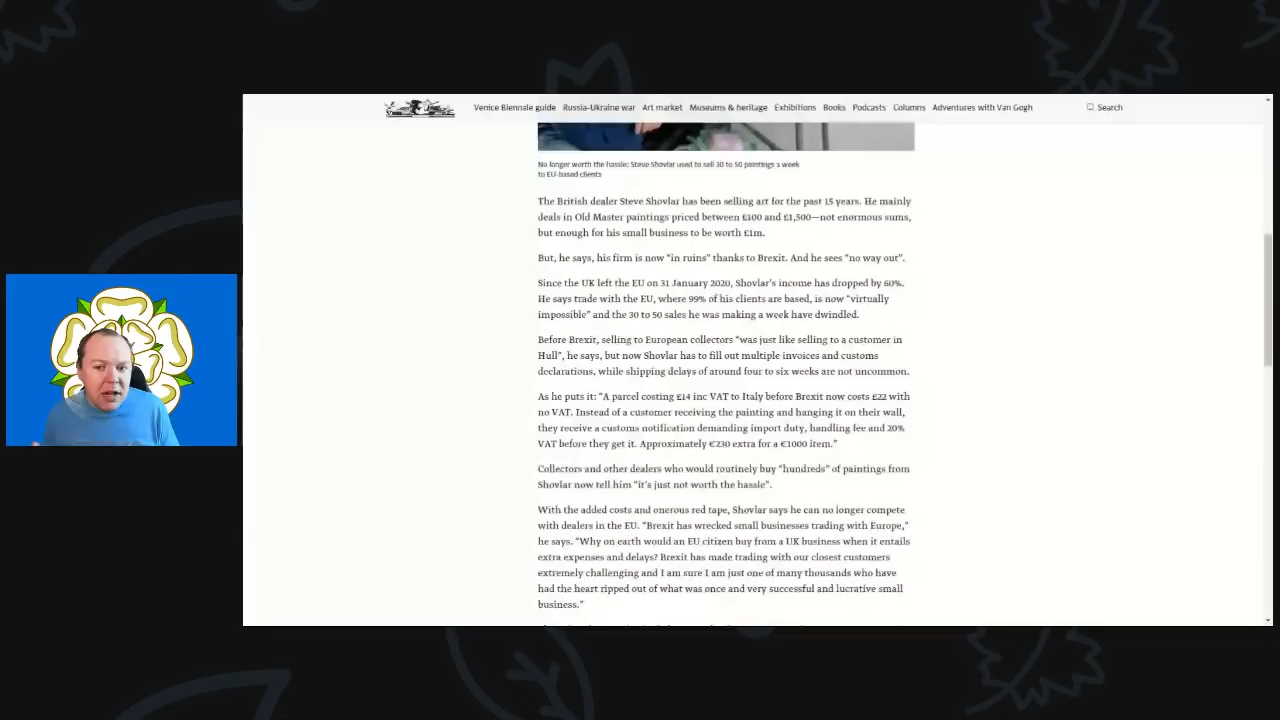 Venice Biennale guide Russia-Ukraine war Art market Museums & heritage Exhibitions Books Podcasts Columns Adventures with Van Gogh Search
No longer worth the hassle: Steve Shovlar used to sell 30 to 50 paintings a week
to EU-based clients
The British dealer Steve Shovlar has been selling art for the past 15 years. He mainly
deals in Old Master paintings priced between £100 and £1,500—not enormous sums,
but enough for his small business to be worth £1m.
But, he says, his firm is now “in ruins” thanks to Brexit. And he sees “no way out”.
Since the UK left the EU on 31 January 2020, Shovlar's income has dropped by 60%.
He says trade with the EU, where 99% of his clients are based, is now “virtually
impossible” and the 30 to 50 sales he was making a week have dwindled.
Before Brexit, selling to European collectors “was just like selling to a customer in
Hull”, he says, but now Shovlar has to fill out multiple invoices and customs
declarations, while shipping delays of around four to six weeks are not uncommon.
As he puts it: “A parcel costing £14 inc VAT to Italy before Brexit now costs £22 with
no VAT. Instead of a customer receiving the painting and hanging it on their wall,
they receive a customs notification demanding import duty, handling fee and 20%
VAT before they get it. Approximately €230 extra for a €1000 item.”
Collectors and other dealers who would routinely buy “hundreds” of paintings from
Shovlar now tell him “it's just not worth the hassle”.
With the added costs and onerous red tape, Shovlar says he can no longer compete
with dealers in the EU. “Brexit has wrecked small businesses trading with Europe,”
he says. “Why on earth would an EU citizen buy from a UK business when it entails
extra expenses and delays? Brexit has made trading with our closest customers
extremely challenging and I am sure I am just one of many thousands who have
had the heart ripped out of what was once and very successful and lucrative small
business.”